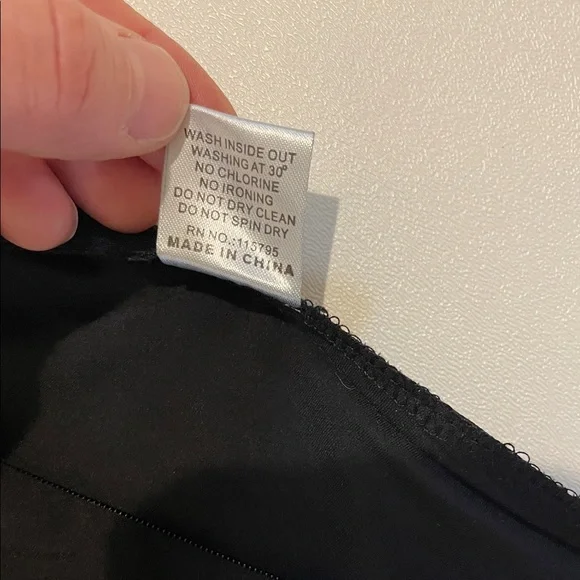 WASH INSIDE OUT
WASHING AT 30°
NO CHLORINE
NO IRONING
DO NOT DRY CLEAN
DO NOT SPIN DRY
RN NO.:115795
MADE IN CHINA